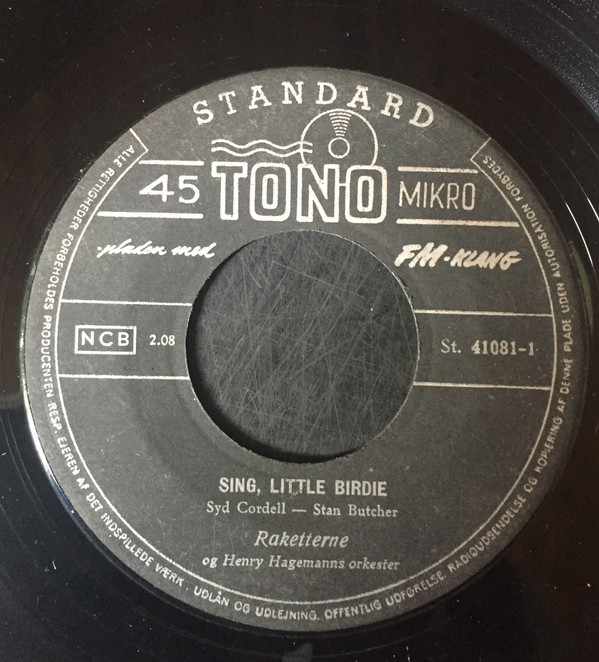 STANDARD
45 TONO MIKRO
·pladen med FM·KLANG
NCB 2.08 St. 41081-1
SING, LITTLE BIRDIE
Syd Cordell — Stan Butcher
Raketterne
og Henry Hagemanns orkester
ALLE RETTIGHEDER FORBEHOLDES PRODUCENTEN RESP. EJEREN AF DET INDSPILLEDE VÆRK · UDLÅN OG UDLEJNING, OFFENTLIG UDFØRELSE, RADIOUDSENDELSE OG KOPIERING AF DENNE PLADE UDEN AUTORISATION FORBYDES